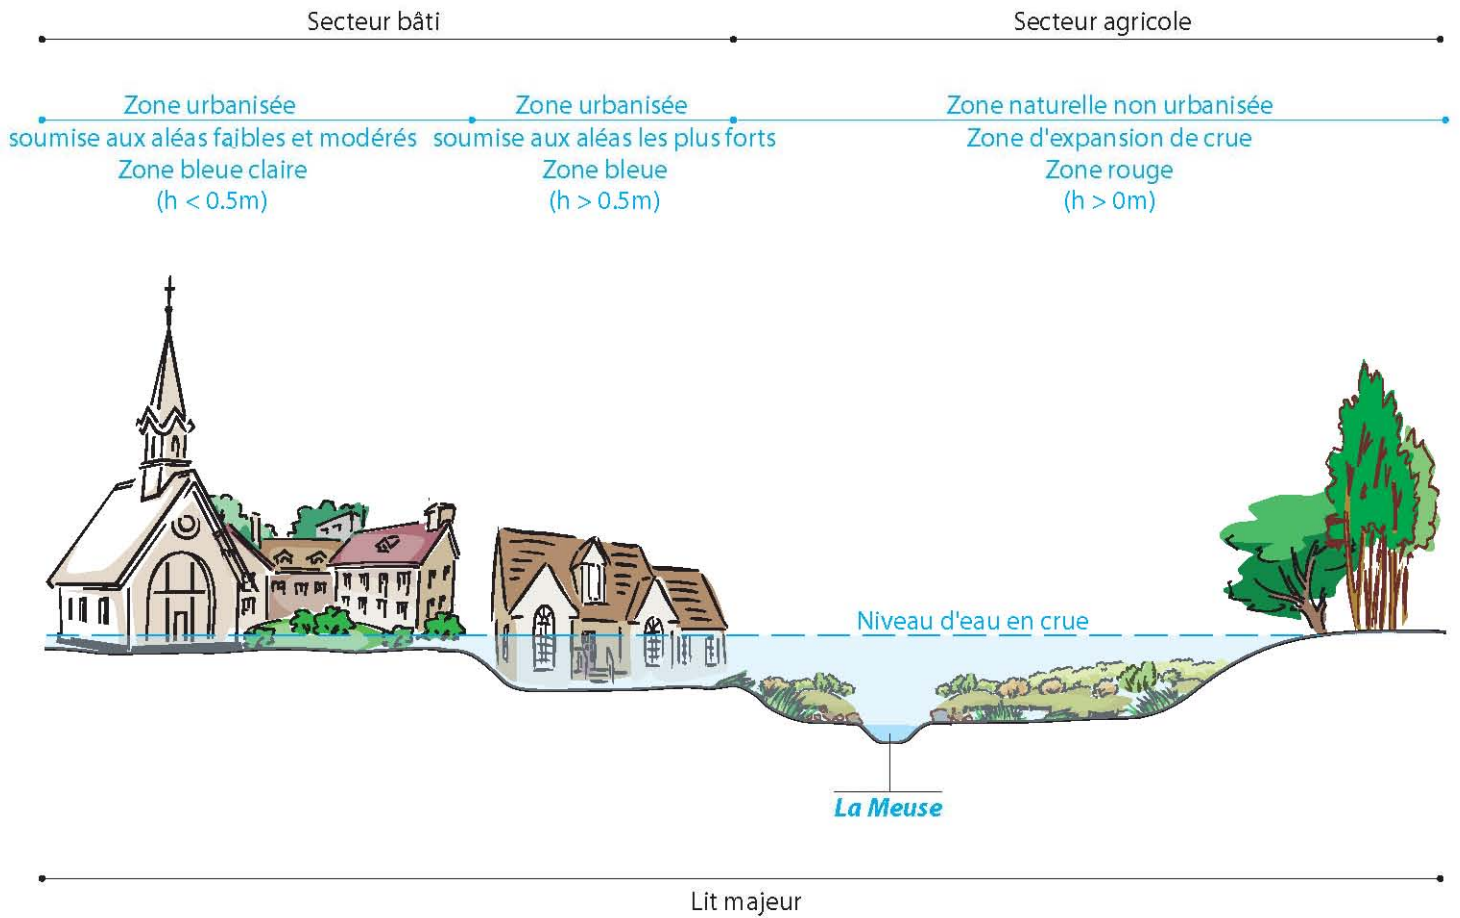 Secteur bâti
Secteur agricole
Zone urbanisée
soumise aux aléas faibles et modérés
Zone bleue claire
(h < 0.5m)
Zone urbanisée
soumise aux aléas les plus forts
Zone bleue
(h > 0.5m)
Zone naturelle non urbanisée
Zone d'expansion de crue
Zone rouge
(h > 0m)
Niveau d'eau en crue
La Meuse
Lit majeur